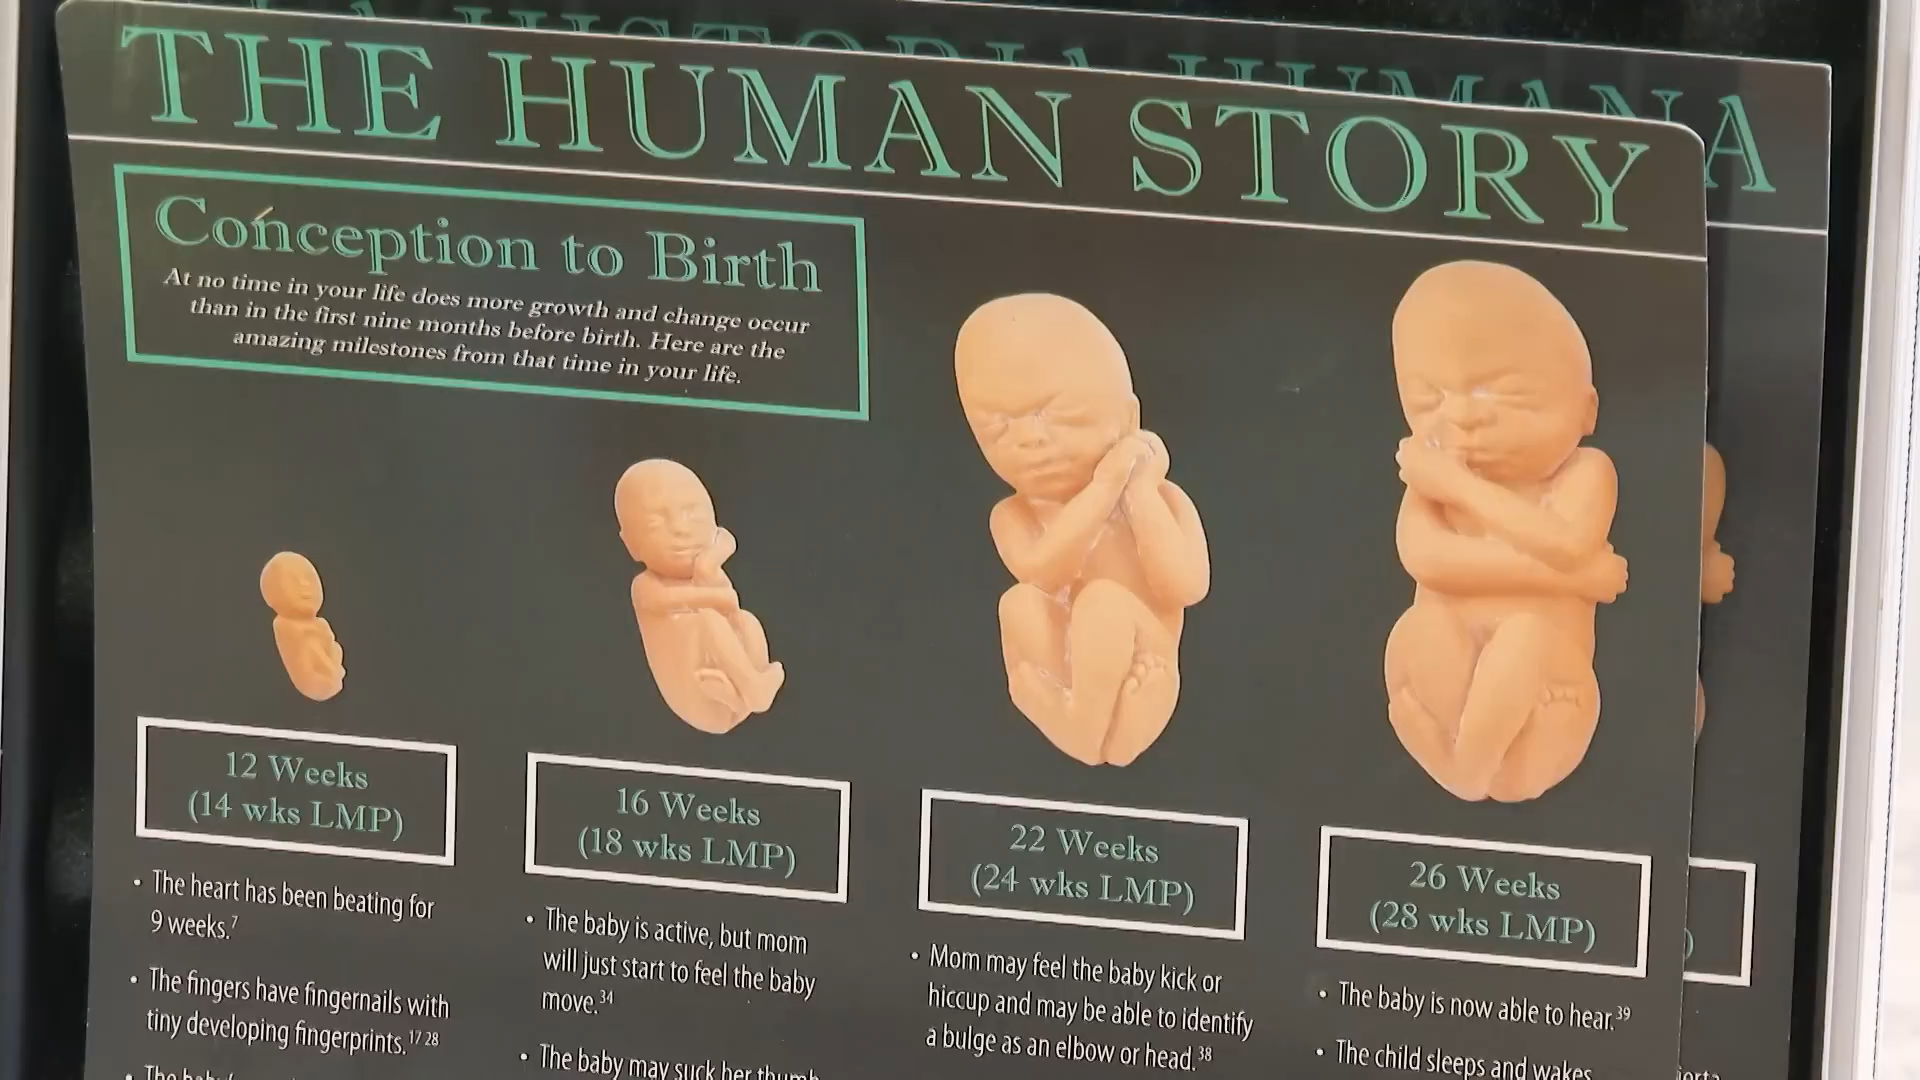 THE HUMAN STORY
HUMANA
Conception to Birth
At no time in your life does more growth and change occur
than in the first nine months before birth. Here are the
amazing milestones from that time in your life.
12 Weeks
(14 wks LMP)
• The heart has been beating for
9 weeks.7
• The fingers have fingernails with
tiny developing fingerprints.17 28
16 Weeks
(18 wks LMP)
• The baby is active, but mom
will just start to feel the baby
move.34
• The baby may suck her thumb
22 Weeks
(24 wks LMP)
• Mom may feel the baby kick or
hiccup and may be able to identify
a bulge as an elbow or head.38
26 Weeks
(28 wks LMP)
• The baby is now able to hear.39
• The child sleeps and wakes